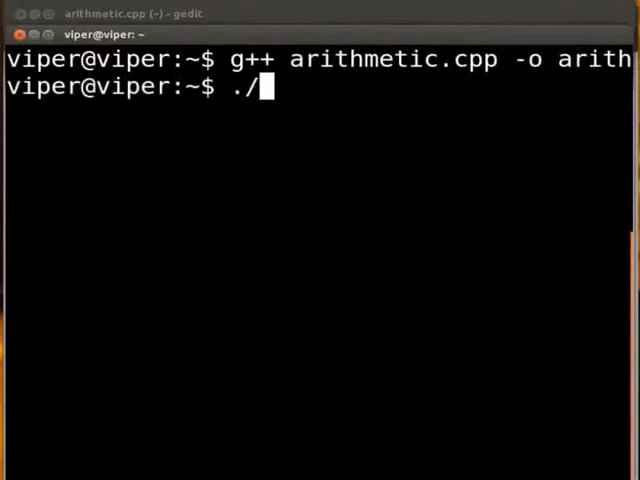 arithmetic.cpp (~) - gedit
viper@viper: ~
viper@viper:~$ g++ arithmetic.cpp -o arith
viper@viper:~$ ./